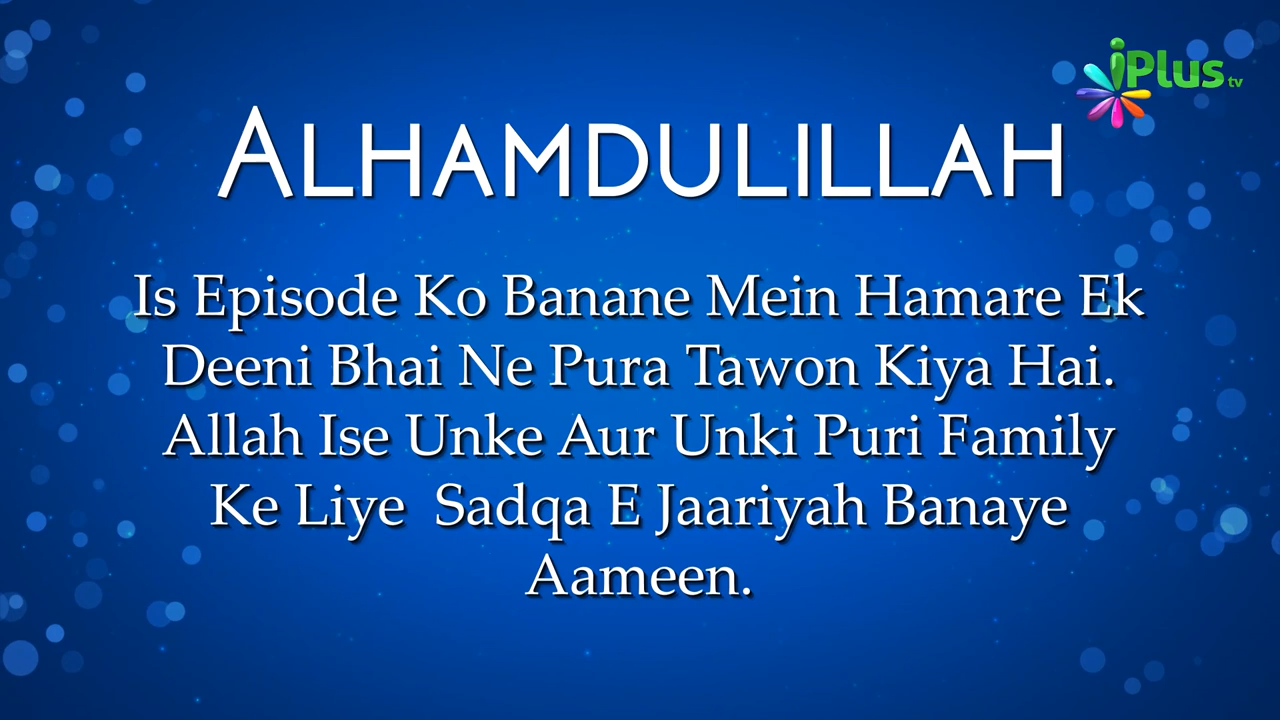 iPlus tv
ALHAMDULILLAH
Is Episode Ko Banane Mein Hamare Ek
Deeni Bhai Ne Pura Tawon Kiya Hai.
Allah Ise Unke Aur Unki Puri Family
Ke Liye Sadqa E Jaariyah Banaye
Aameen.